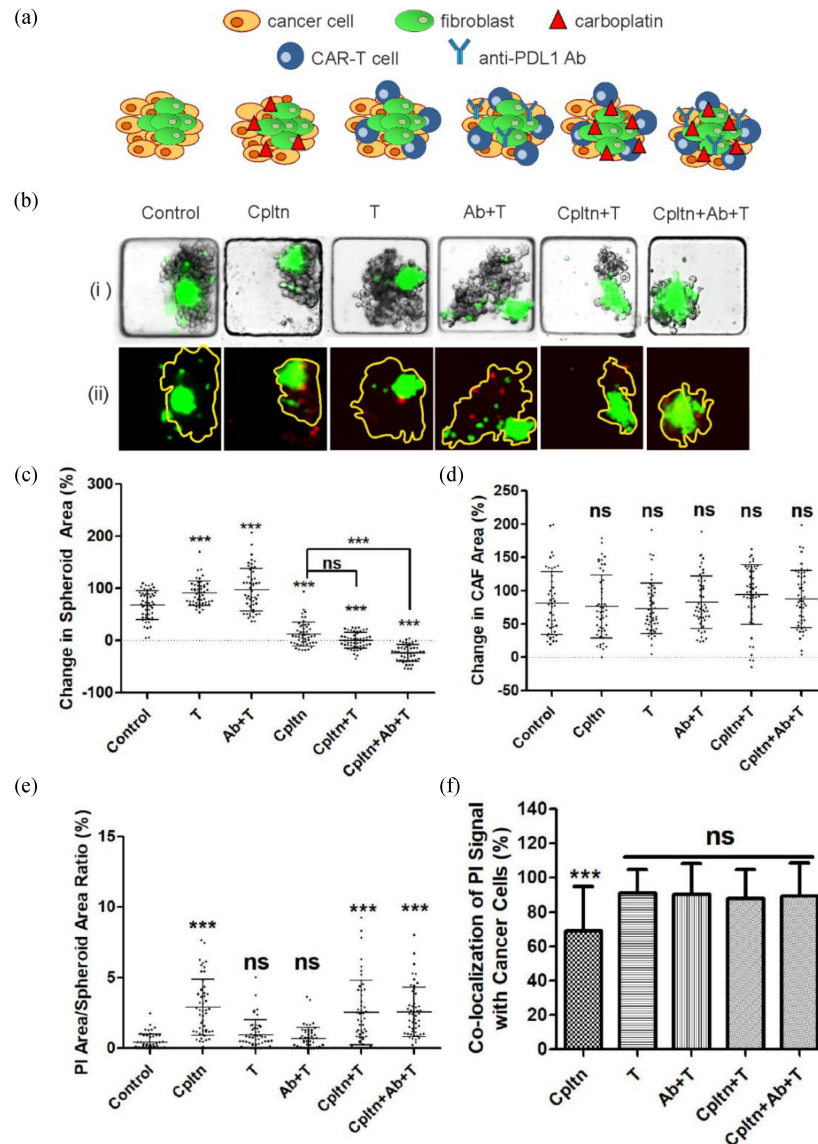 (a)
cancer cell fibroblast carboplatin
CAR-T cell anti-PDL1 Ab
(b)
Control Cpltn T Ab+T Cpltn+T Cpltn+Ab+T
(i)
(ii)
(c)
Change in Spheroid Area (%)
300
200
100
0
-100
*** *** *** *** *** *** ns
Control T Ab+T Cpltn Cpltn+T Cpltn+Ab+T
(d)
Change in CAF Area (%)
250
200
150
100
50
0
-50
ns ns ns ns ns
Control Cpltn T Ab+T Cpltn+T Cpltn+Ab+T
(e)
PI Area/Spheroid Area Ratio (%)
15
10
5
0
*** ns ns *** ***
Control Cpltn T Ab+T Cpltn+T Cpltn+Ab+T
(f)
Co-localization of PI Signal
with Cancer Cells (%)
140
120
100
80
60
40
20
0
*** ns
Cpltn T Ab+T Cpltn+T Cpltn+Ab+T